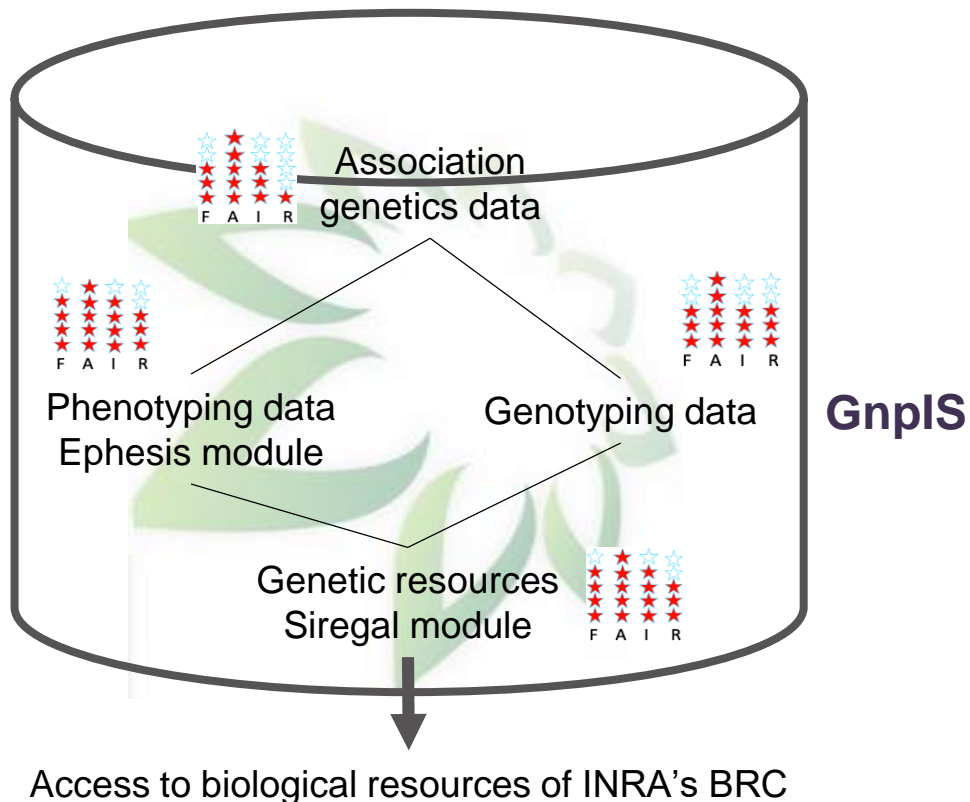 Association
genetics data
F A I R
F A I R
F A I R
Phenotyping data
Ephesis module
Genotyping data
GnpIS
Genetic resources
Siregal module
F A I R
Access to biological resources of INRA's BRC